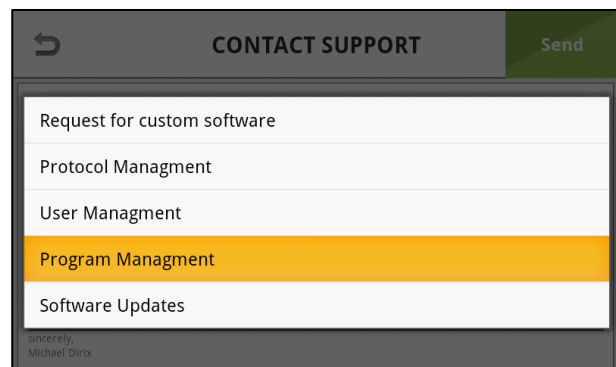 CONTACT SUPPORT
Send
Request for custom software
Protocol Managment
User Managment
Program Managment
Software Updates
sincerely,
Michael Dirix